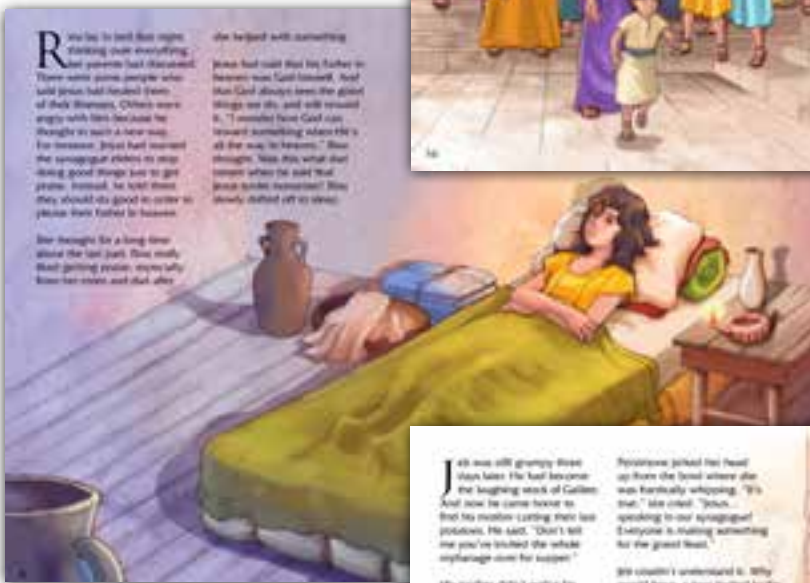 R ina lay in bed that night
thinking over everything
her parents had discussed.
There were some people who
said Jesus had healed them
of their illnesses. Others were
angry with him because he
thought in such a new way.
For instance, Jesus had warned
the synagogue elders to stop
doing good things just to get
praise. Instead, he told them
they should do good in order to
please their Father in heaven.
She thought for a long time
about the last part. Rina really
liked getting praise, especially
from her mom and dad after
she helped with something.
Jesus had said that his Father in
heaven was God himself. And
that God always sees the good
things we do, and will reward
it. "I wonder how God can
reward something when He's
all the way in heaven," Rina
thought. Was this what dad
meant when he said that
Jesus spoke nonsense? Rina
slowly drifted off to sleep.
16
J eb was still grumpy three
days later. He had become
the laughing stock of Galilee.
And now he came home to
find his mother cutting their last
potatoes. He said, "Don't tell
me you've invited the whole
orphanage over for supper."
jerked her head
up from the bowl where she
was frantically whipping. "It's
true," she cried. "Jesus...
speaking in our synagogue!
Everyone is making something
for the grand feast."
Jeb couldn't understand it. Why